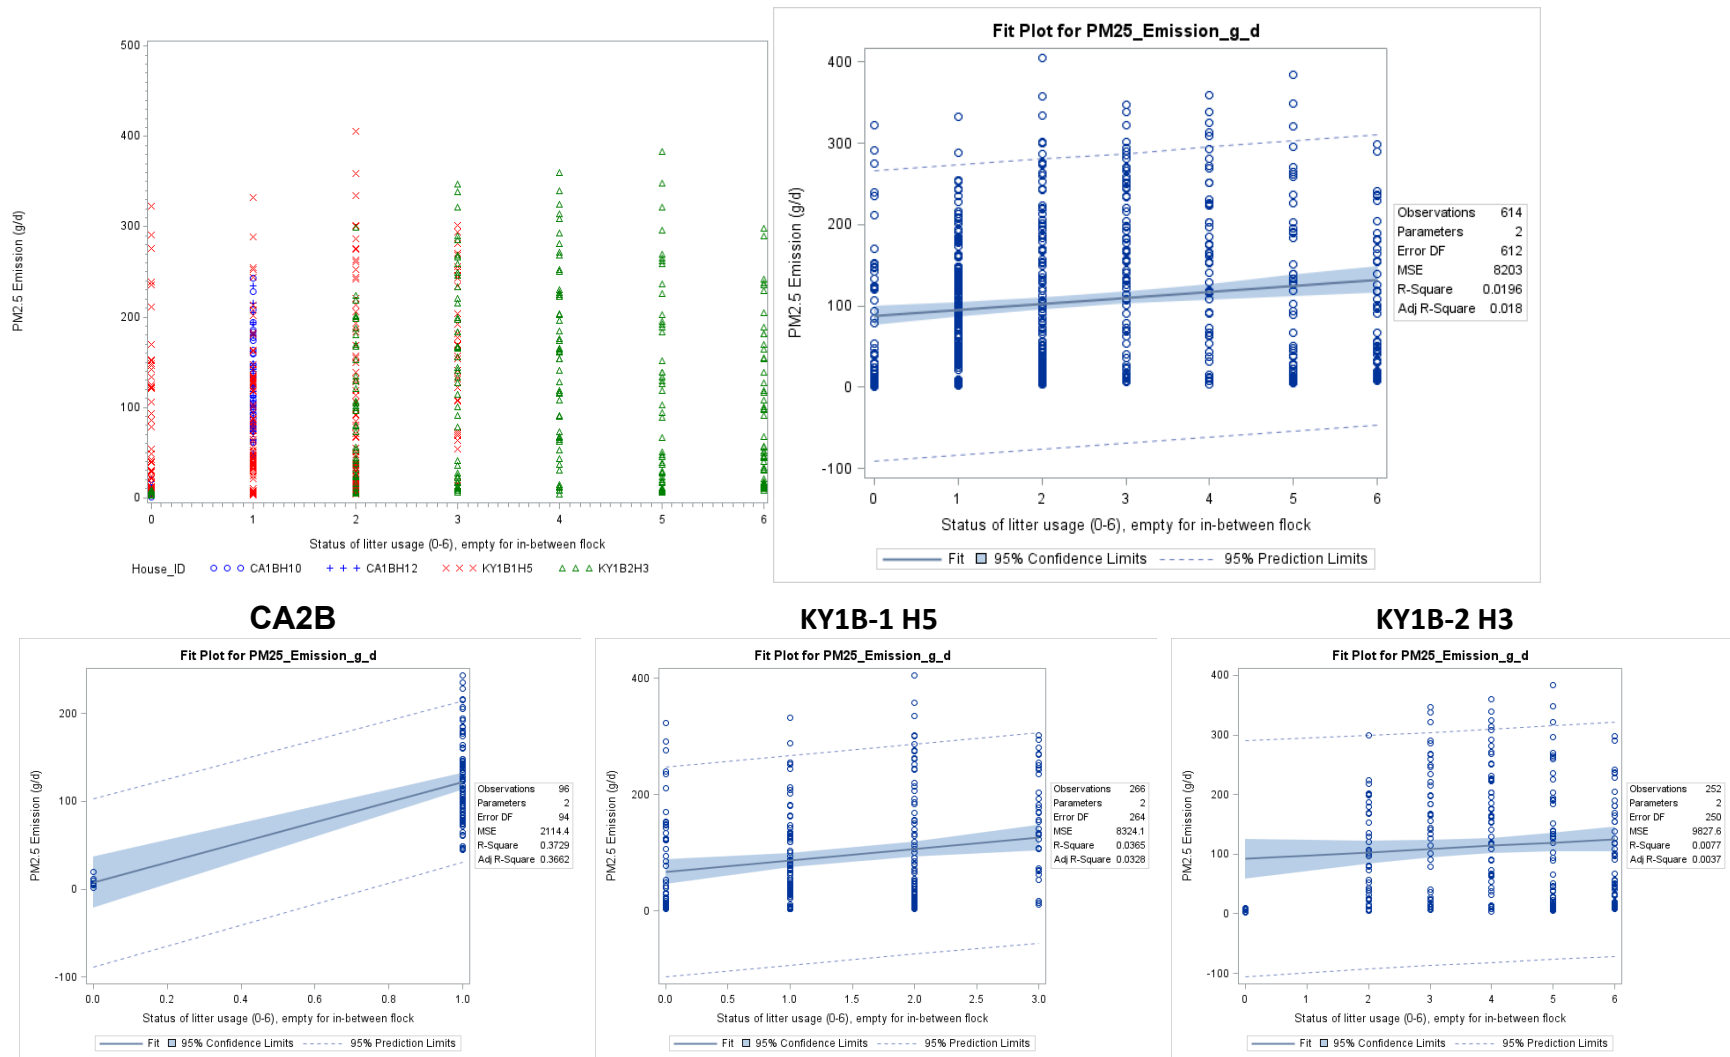 500
400
300
200
100
0
PM2.5 Emission (g/d)
0 1 2 3 4 5 6
Status of litter usage (0-6), empty for in-between flock
House_ID CA1BH10 CA1BH12 KY1B1H5 KY1B2H3
Fit Plot for PM25_Emission_g_d
400
300
200
100
0
-100
PM2.5 Emission (g/d)
0 1 2 3 4 5 6
Status of litter usage (0-6), empty for in-between flock
Observations 614
Parameters 2
Error DF 612
MSE 8203
R-Square 0.0196
Adj R-Square 0.018
Fit 95% Confidence Limits 95% Prediction Limits
CA2B
Fit Plot for PM25_Emission_g_d
200
100
0
-100
PM2.5 Emission (g/d)
0.0 0.2 0.4 0.6 0.8 1.0
Status of litter usage (0-6), empty for in-between flock
Observations 96
Parameters 2
Error DF 94
MSE 2114.4
R-Square 0.3729
Adj R-Square 0.3662
Fit 95% Confidence Limits 95% Prediction Limits
KY1B-1 H5
Fit Plot for PM25_Emission_g_d
400
200
0
PM2.5 Emission (g/d)
0.0 0.5 1.0 1.5 2.0 2.5 3.0
Status of litter usage (0-6), empty for in-between flock
Observations 266
Parameters 2
Error DF 264
MSE 8324.1
R-Square 0.0365
Adj R-Square 0.0328
Fit 95% Confidence Limits 95% Prediction Limits
KY1B-2 H3
Fit Plot for PM25_Emission_g_d
400
300
200
100
0
-100
PM2.5 Emission (g/d)
0 1 2 3 4 5 6
Status of litter usage (0-6), empty for in-between flock
Observations 252
Parameters 2
Error DF 250
MSE 9827.6
R-Square 0.0077
Adj R-Square 0.0037
Fit 95% Confidence Limits 95% Prediction Limits